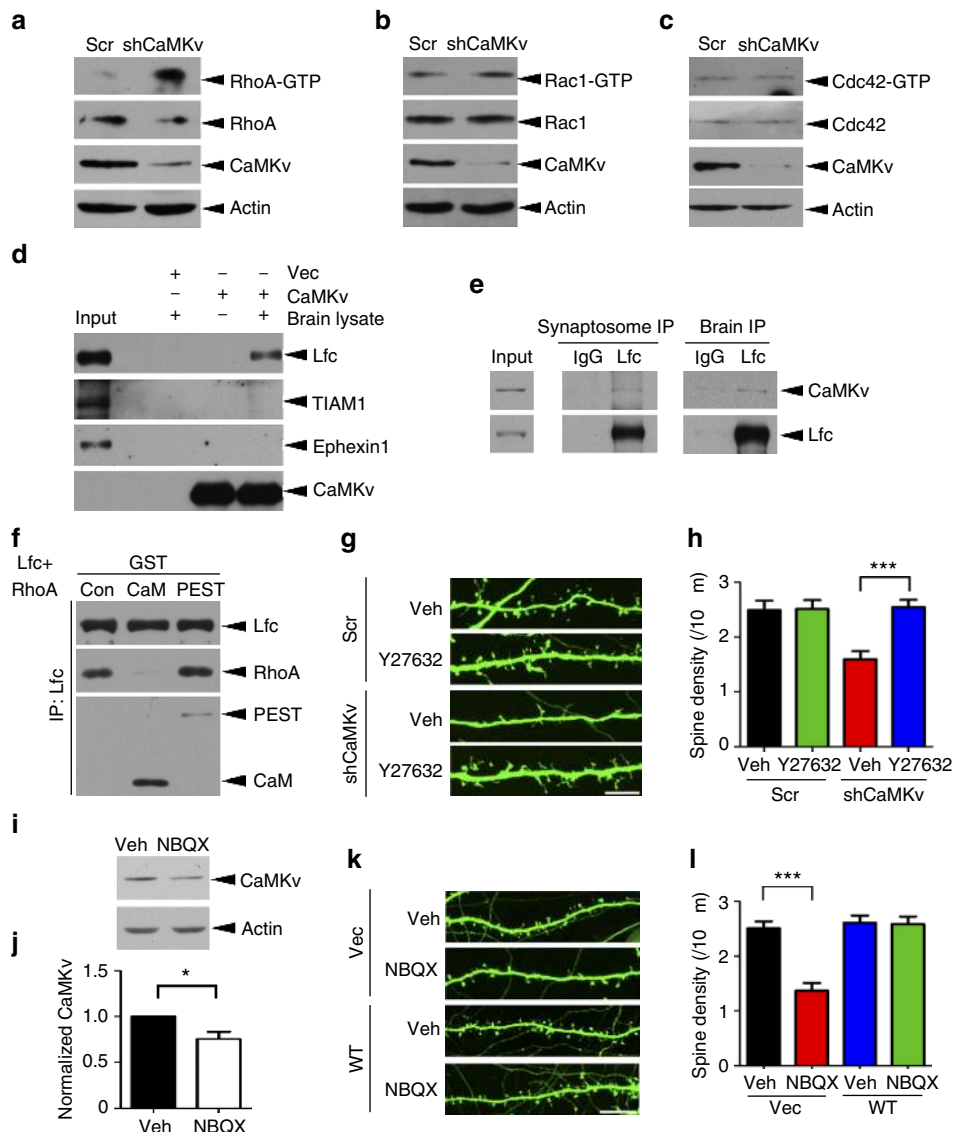 a
Scr shCaMKv
RhoA-GTP
RhoA
CaMKv
Actin
b
Scr shCaMKv
Rac1-GTP
Rac1
CaMKv
Actin
c
Scr shCaMKv
Cdc42-GTP
Cdc42
CaMKv
Actin
d
+ – – Vec
– + + CaMKv
Input + – + Brain lysate
Lfc
TIAM1
Ephexin1
CaMKv
e
Synaptosome IP Brain IP
Input IgG Lfc IgG Lfc
CaMKv
Lfc
f
Lfc+ GST
RhoA Con CaM PEST
IP: Lfc
Lfc
RhoA
PEST
CaM
g
Scr
Veh
Y27632
shCaMKv
Veh
Y27632
h
Spine density (/10 m)
3
2
1
0
***
Veh Y27632 Veh Y27632
Scr shCaMKv
i
Veh NBQX
CaMKv
Actin
j
Normalized CaMKv
1.5
1.0
0.5
0
*
Veh NBQX
k
Vec
Veh
NBQX
WT
Veh
NBQX
l
Spine density (/10 m)
3
2
1
0
***
Veh NBQX Veh NBQX
Vec WT